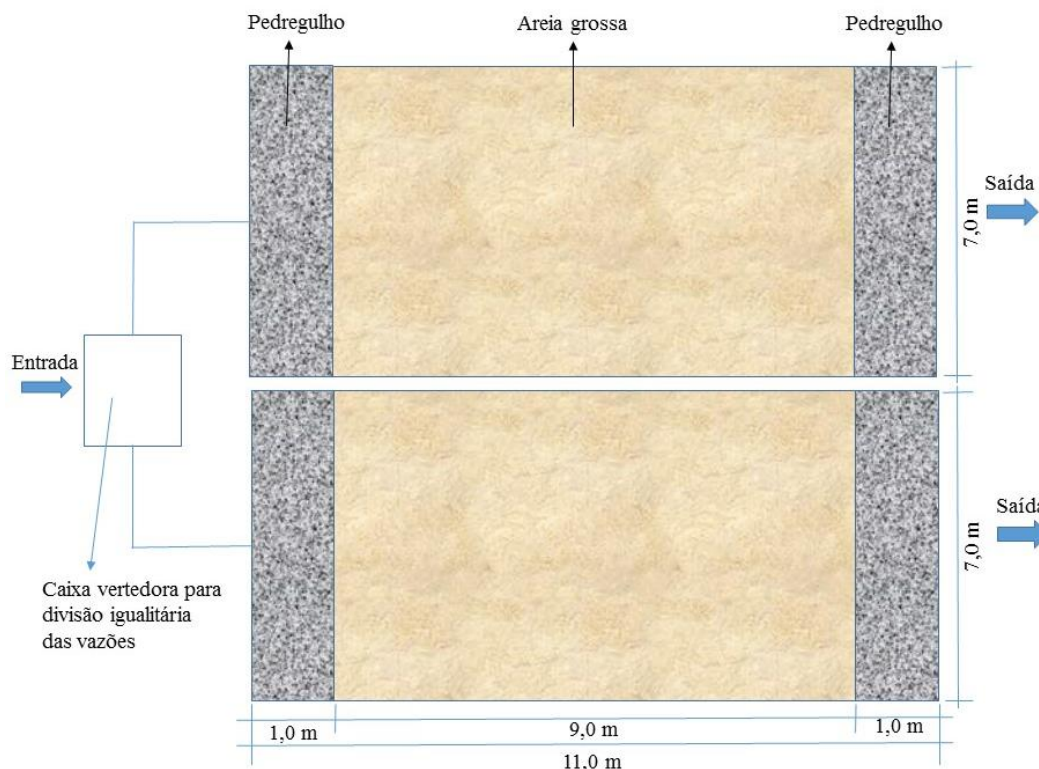 Pedregulho
Areia grossa
Pedregulho
Saída
7,0 m
Entrada
Saída
7,0 m
Caixa vertedora para
divisão igualitária
das vazões
1,0 m
9,0 m
1,0 m
11,0 m